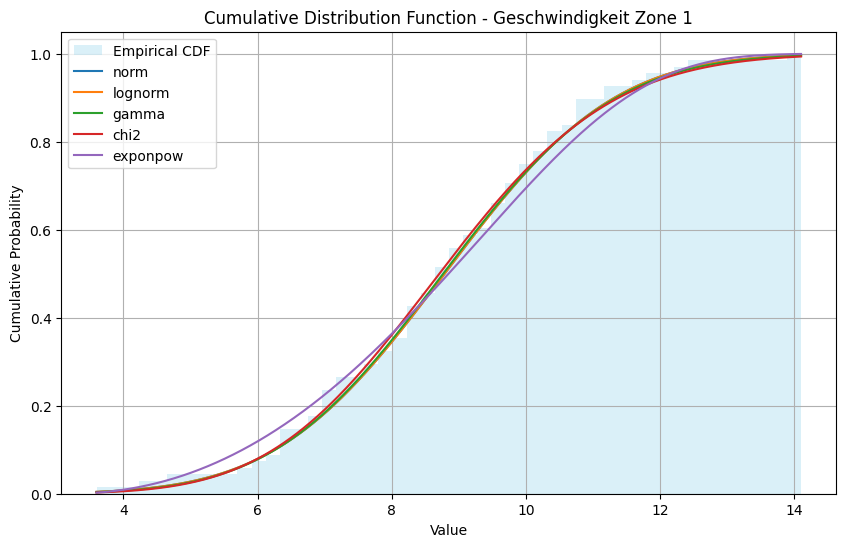 Cumulative Distribution Function - Geschwindigkeit Zone 1
Cumulative Probability
1.0
0.8
0.6
0.4
0.2
0.0
Empirical CDF
norm
lognorm
gamma
chi2
exponpow
4 6 8 10 12 14
Value